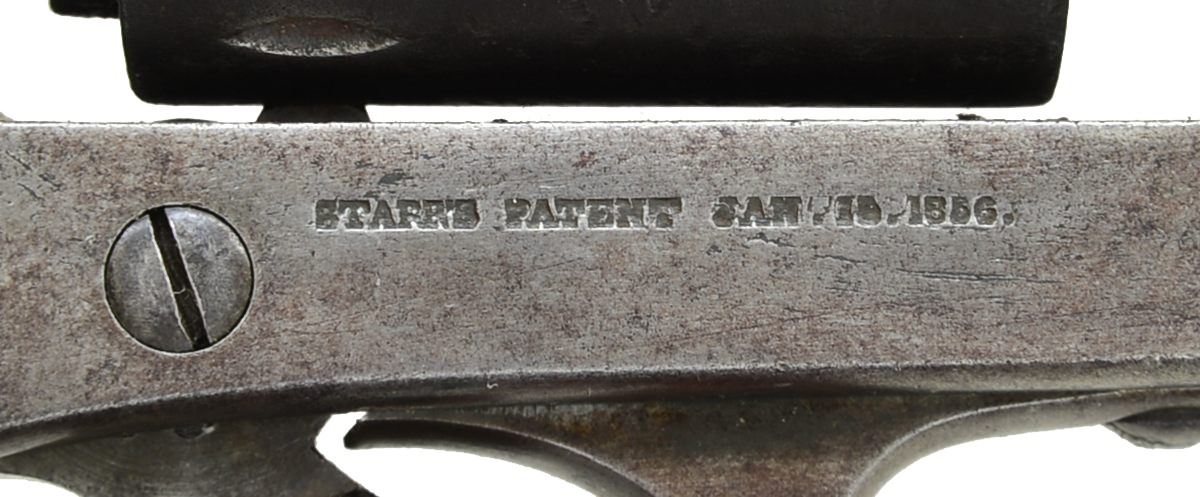 STARR'S PATENT JAN. 15. 1856.